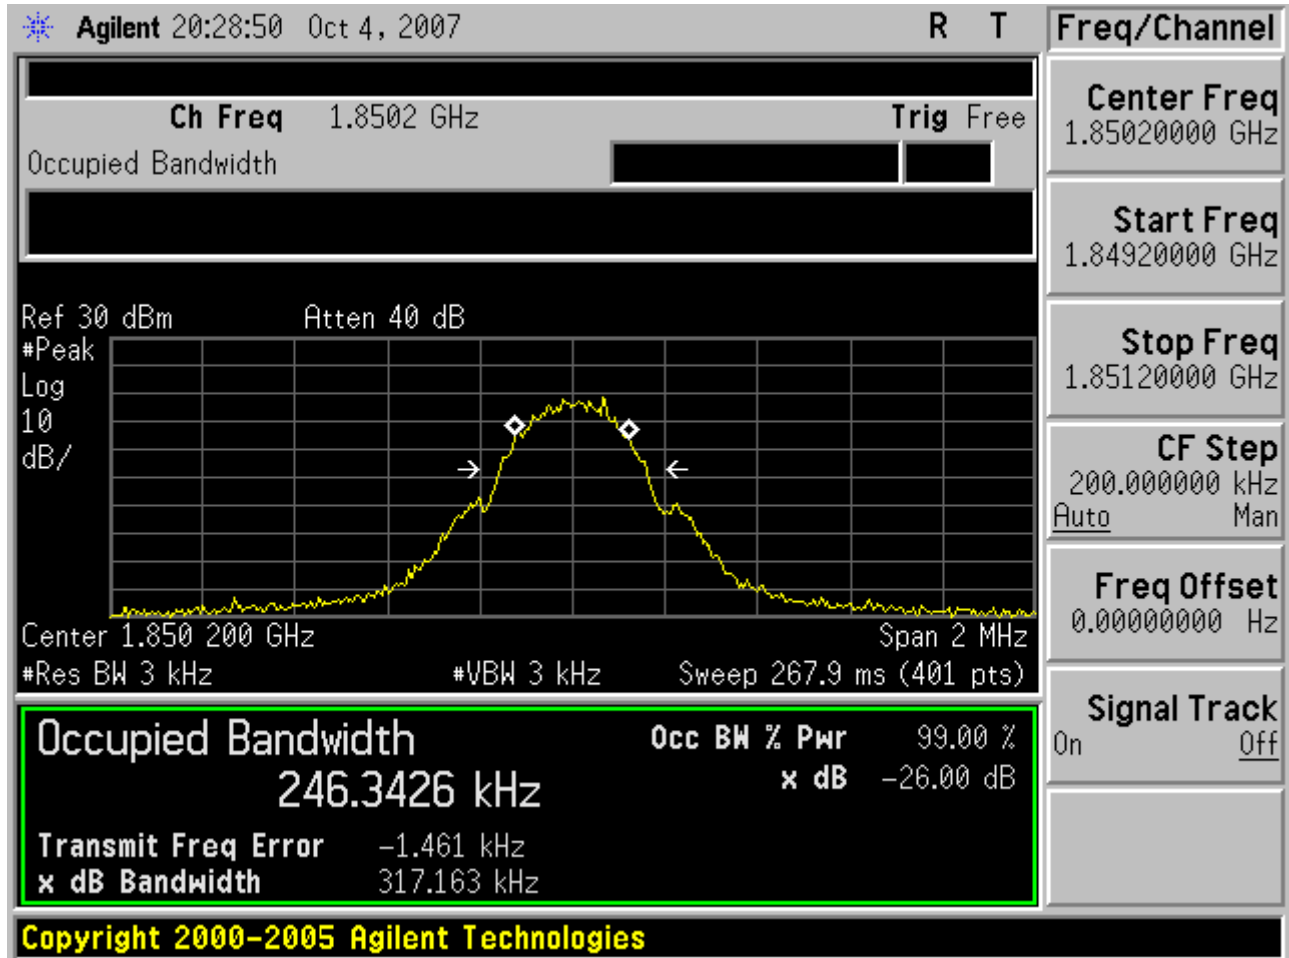 Agilent 20:28:50 Oct 4, 2007 R T
Ch Freq 1.8502 GHz Trig Free
Occupied Bandwidth
Ref 30 dBm Atten 40 dB
#Peak
Log
10
dB/
Center 1.850 200 GHz Span 2 MHz
#Res BW 3 kHz #VBW 3 kHz Sweep 267.9 ms (401 pts)
Occupied Bandwidth Occ BW % Pwr 99.00 %
246.3426 kHz x dB -26.00 dB
Transmit Freq Error -1.461 kHz
x dB Bandwidth 317.163 kHz
Copyright 2000-2005 Agilent Technologies
Freq/Channel
Center Freq
1.85020000 GHz
Start Freq
1.84920000 GHz
Stop Freq
1.85120000 GHz
CF Step
200.000000 kHz
Auto Man
Freq Offset
0.00000000 Hz
Signal Track
On Off